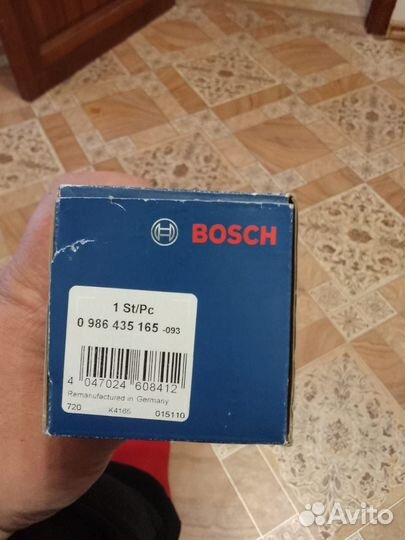 BOSCH
1 St/Pc
0 986 435 165 -093
4 047024 608412
Remanufactured in Germany
720 K4165 015110
Avito